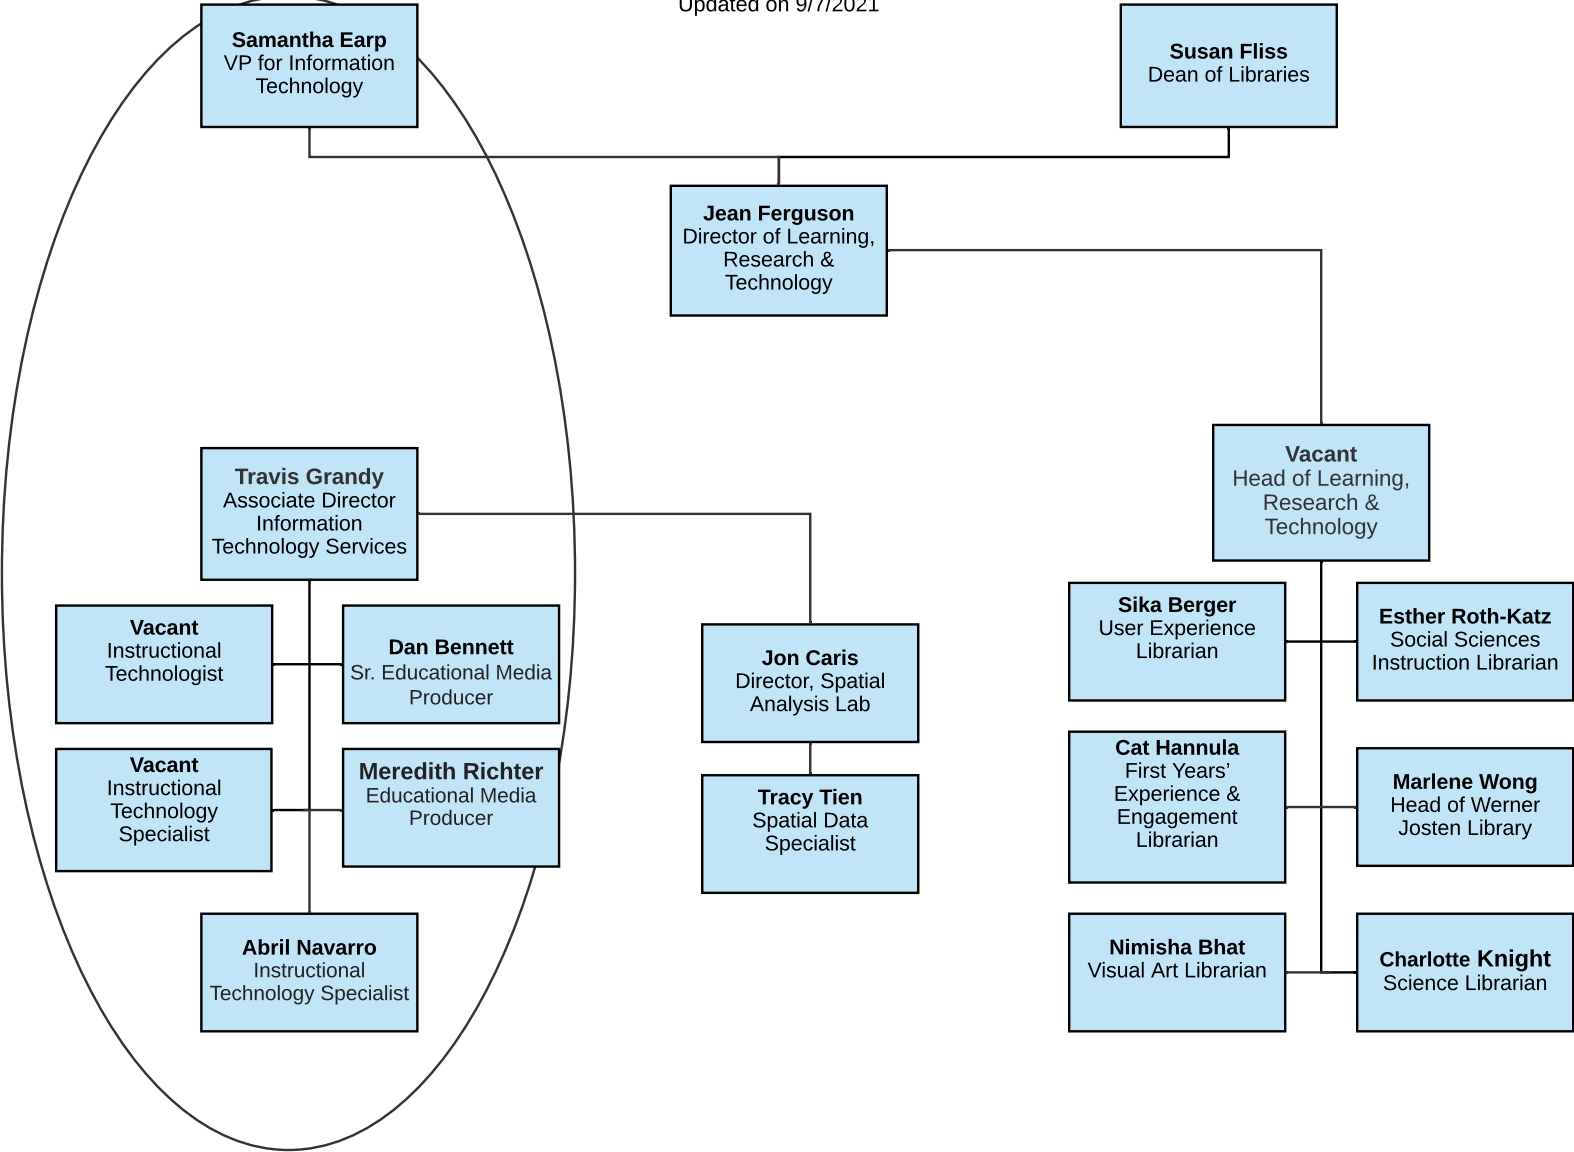 Updated on 9/7/2021
Samantha Earp
VP for Information
Technology
Susan Fliss
Dean of Libraries
Jean Ferguson
Director of Learning,
Research &
Technology
Travis Grandy
Associate Director
Information
Technology Services
Vacant
Head of Learning,
Research &
Technology
Vacant
Instructional
Technologist
Dan Bennett
Sr. Educational Media
Producer
Jon Caris
Director, Spatial
Analysis Lab
Sika Berger
User Experience
Librarian
Esther Roth-Katz
Social Sciences
Instruction Librarian
Vacant
Instructional
Technology
Specialist
Meredith Richter
Educational Media
Producer
Tracy Tien
Spatial Data
Specialist
Cat Hannula
First Years’
Experience &
Engagement
Librarian
Marlene Wong
Head of Werner
Josten Library
Abril Navarro
Instructional
Technology Specialist
Nimisha Bhat
Visual Art Librarian
Charlotte Knight
Science Librarian